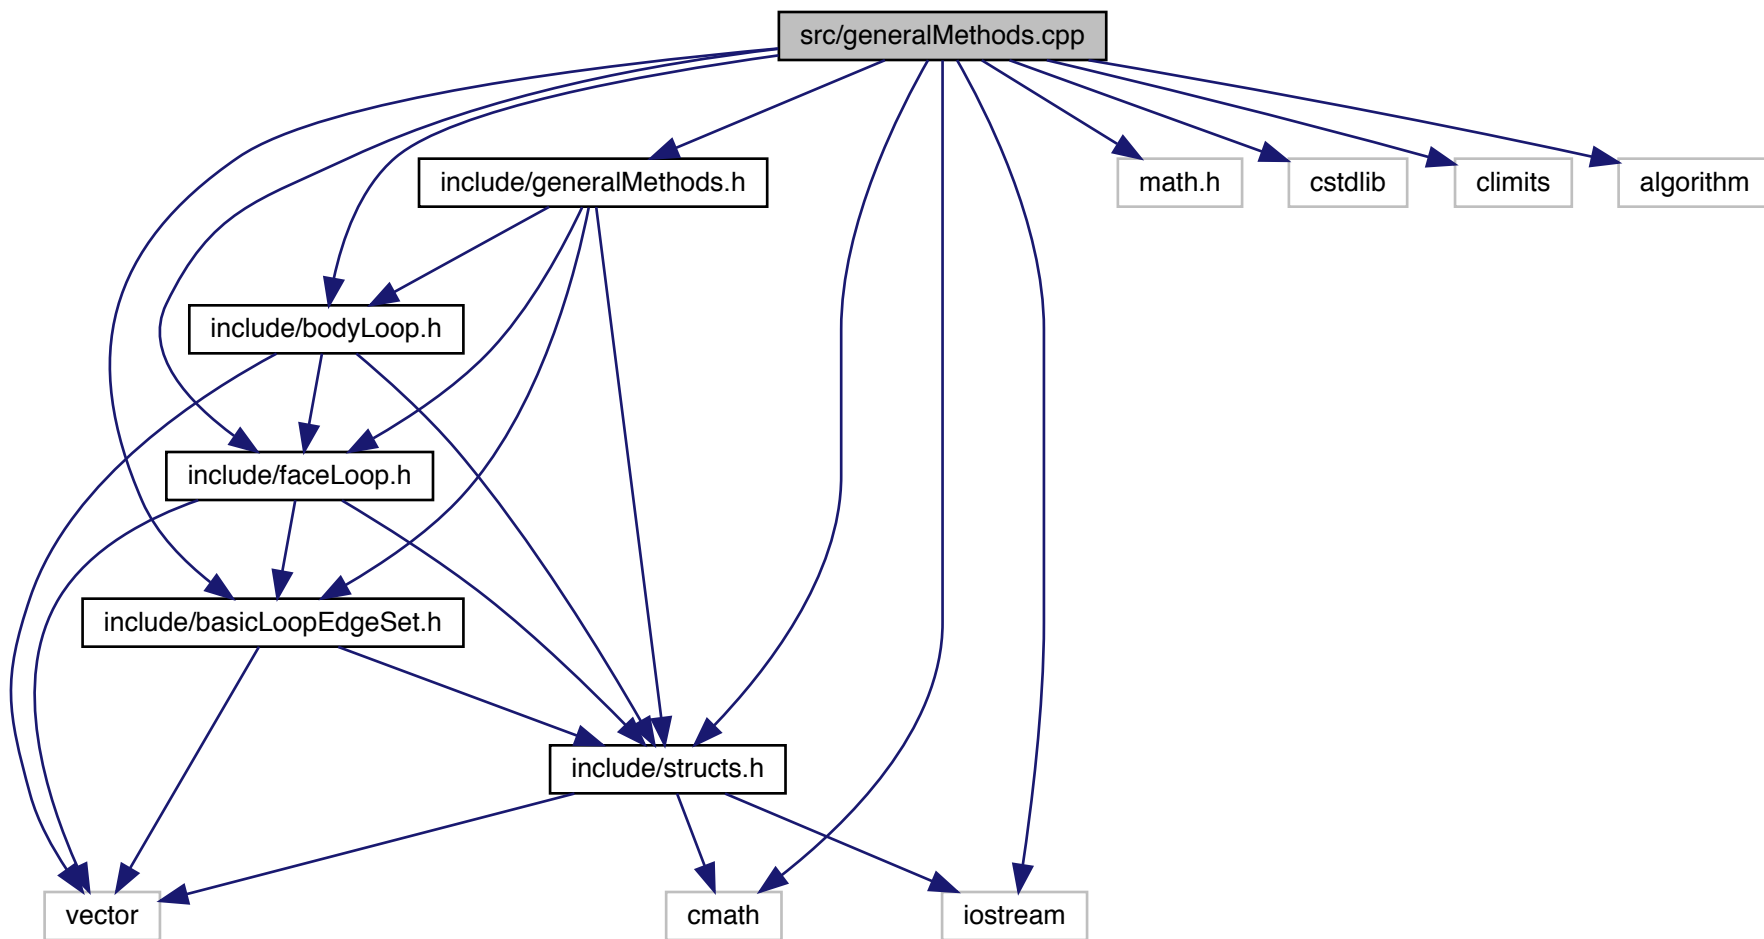 src/generalMethods.cpp
include/generalMethods.h
math.h
cstdlib
climits
algorithm
include/bodyLoop.h
include/faceLoop.h
include/basicLoopEdgeSet.h
include/structs.h
vector
cmath
iostream